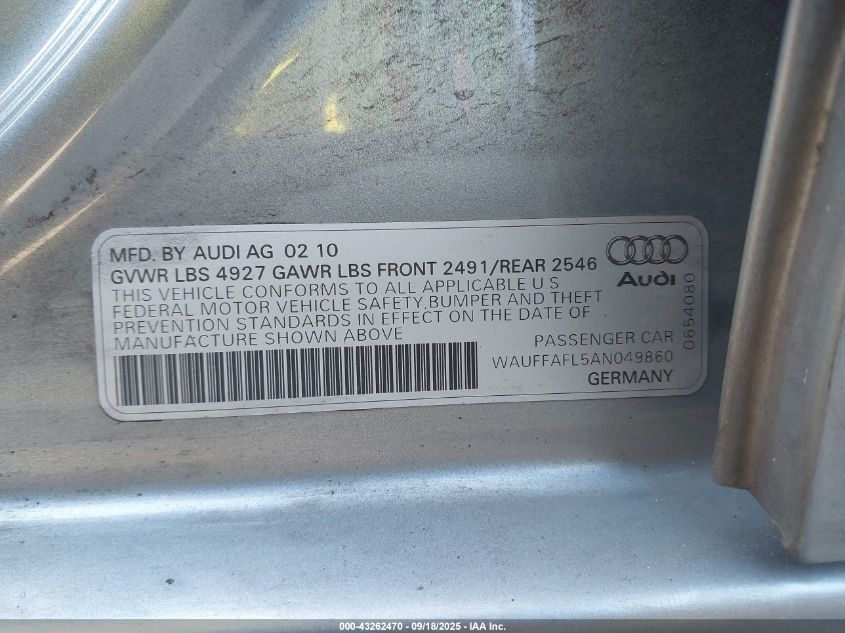 MFD. BY AUDI AG 02 10
GVWR LBS 4927 GAWR LBS FRONT 2491/REAR 2546
THIS VEHICLE CONFORMS TO ALL APPLICABLE U.S
FEDERAL MOTOR VEHICLE SAFETY, BUMPER AND THEFT
PREVENTION STANDARDS IN EFFECT ON THE DATE OF
MANUFACTURE SHOWN ABOVE
Audi
0654080
PASSENGER CAR
WAUFFAFL5AN049860
GERMANY
000-43262470 - 09/18/2025 - IAA Inc.